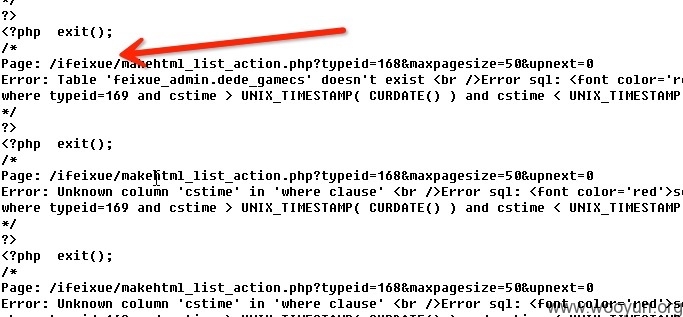 */
?>
<?php  exit();
/*
Page: /ifeixue/makehtml_list_action.php?typeid=168&maxpagesize=50&upnext=0
Error: Table 'feixue_admin.dede_gamecs' doesn't exist <br />Error sql: <font color='re
where typeid=169 and cstime > UNIX_TIMESTAMP( CURDATE() ) and cstime < UNIX_TIMESTAMP
*/
?>
<?php  exit();
/*
Page: /ifeixue/makehtml_list_action.php?typeid=168&maxpagesize=50&upnext=0
Error: Unknown column 'cstime' in 'where clause' <br />Error sql: <font color='red'>se
where typeid=169 and cstime > UNIX_TIMESTAMP( CURDATE() ) and cstime < UNIX_TIMESTAMP
*/
?>
<?php  exit();
/*
Page: /ifeixue/makehtml_list_action.php?typeid=168&maxpagesize=50&upnext=0
Error: Unknown column 'cstime' in 'where clause' <br />Error sql: <font color='red'>se
www.wooyun.org